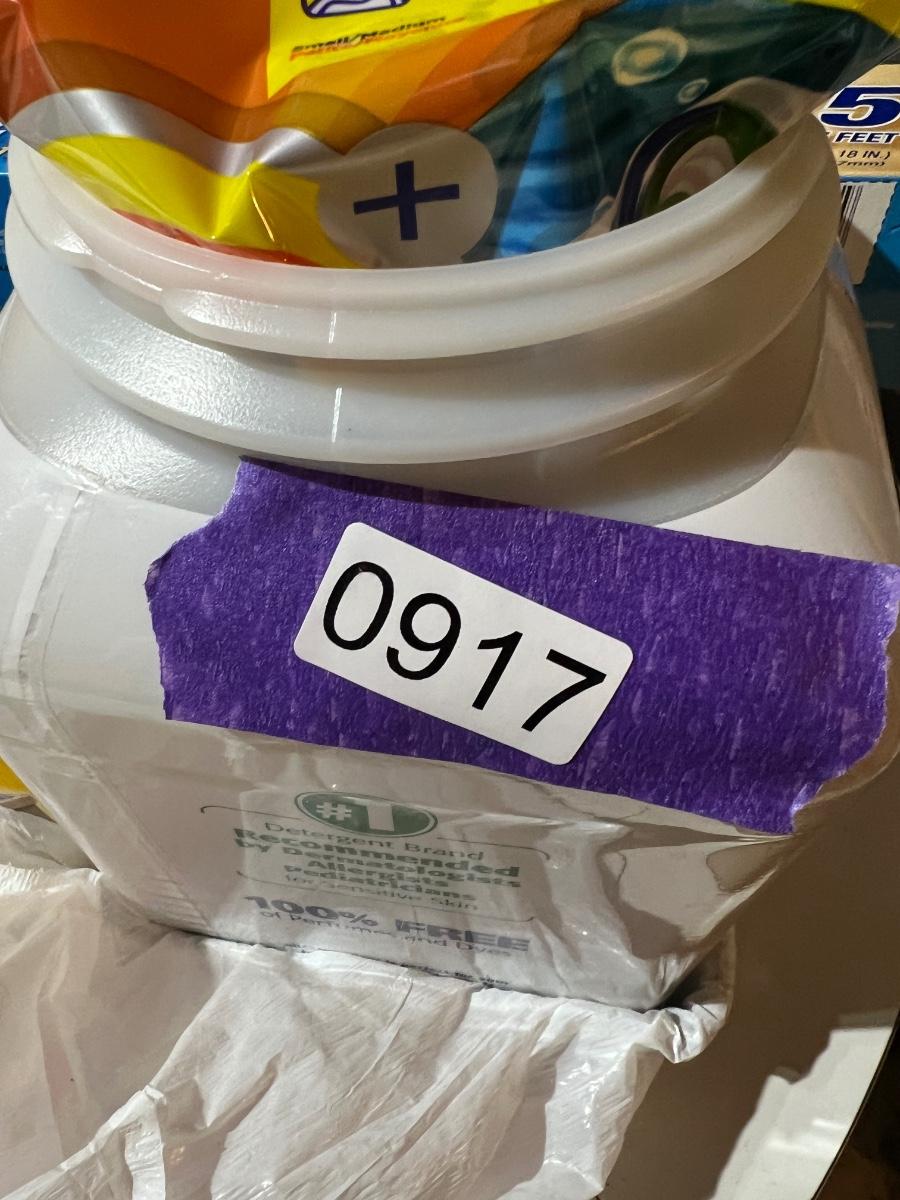 Small/Medium
+
5
FEET
18 IN.)
7mm)
0917
#1
Detergent Brand
Recommended
by Dermatologists
Allergists
Pediatricians
for Sensitive Skin
100% FREE
of Perfumes and Dyes